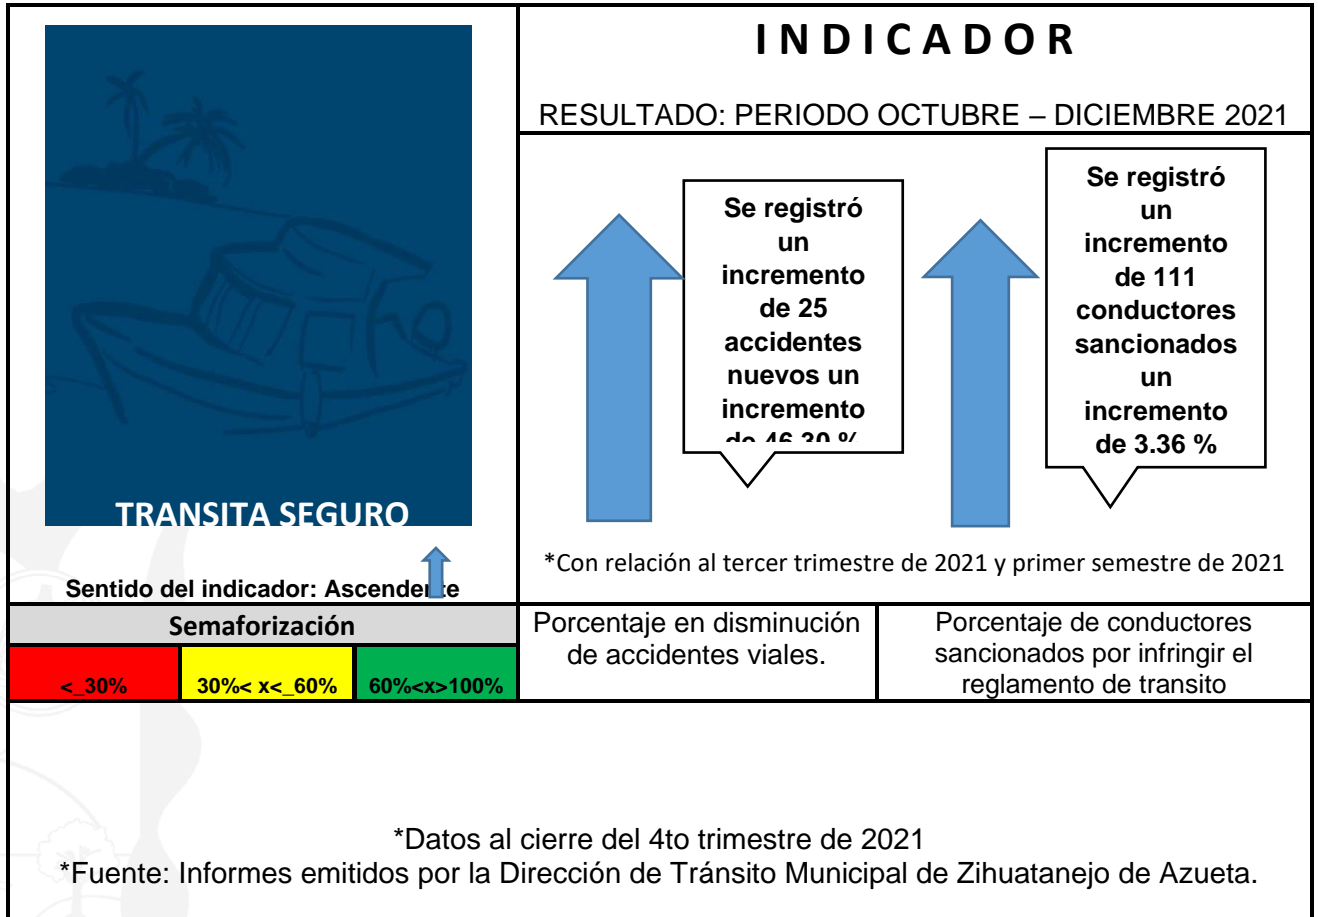 TRANSITA SEGURO
Sentido del indicador: Ascendente
I N D I C A D O R
RESULTADO: PERIODO OCTUBRE – DICIEMBRE 2021
Se registró
un
incremento
de 25
accidentes
nuevos un
incremento
de 46.30 %
Se registró
un
incremento
de 111
conductores
sancionados
un
incremento
de 3.36 %
*Con relación al tercer trimestre de 2021 y primer semestre de 2021
Semaforización
<_30%
30%< x<_60%
60%<x>100%
Porcentaje en disminución
de accidentes viales.
Porcentaje de conductores
sancionados por infringir el
reglamento de transito
*Datos al cierre del 4to trimestre de 2021
*Fuente: Informes emitidos por la Dirección de Tránsito Municipal de Zihuatanejo de Azueta.